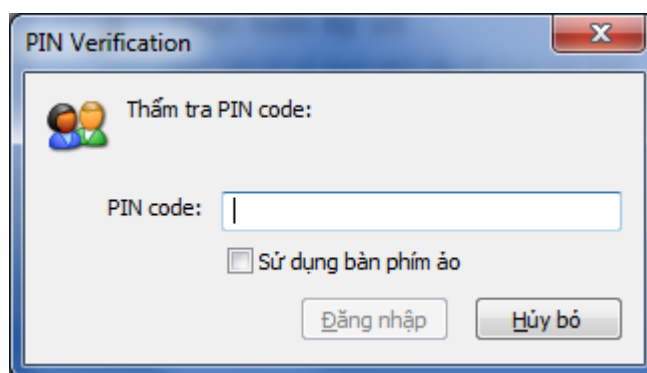 PIN Verification
Thẩm tra PIN code:
PIN code:
Sử dụng bàn phím ảo
Đăng nhập
Hủy bỏ